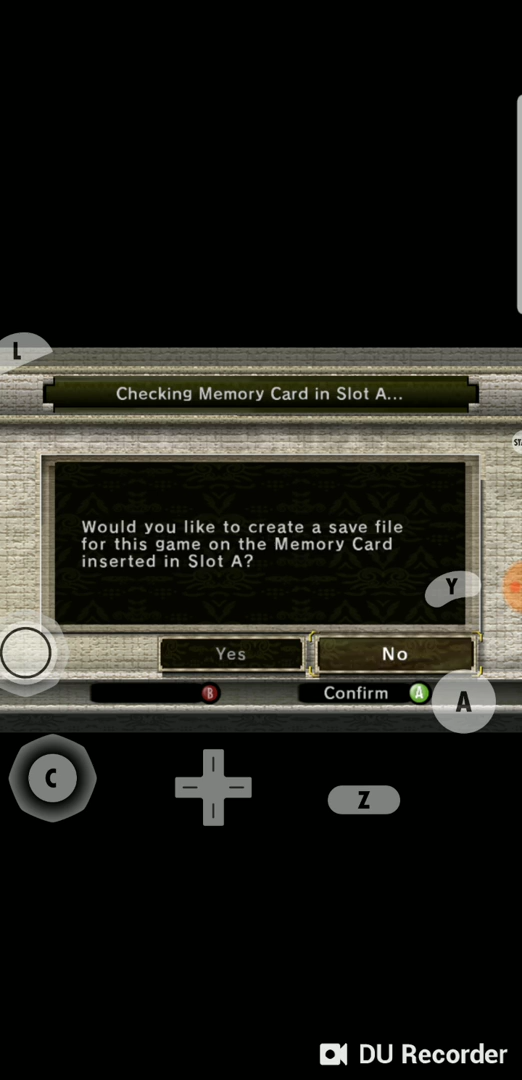 L
Checking Memory Card in Slot A...
STA
Would you like to create a save file
for this game on the Memory Card
inserted in Slot A?
Y
Yes
No
B
Confirm A
A
C
Z
DU Recorder